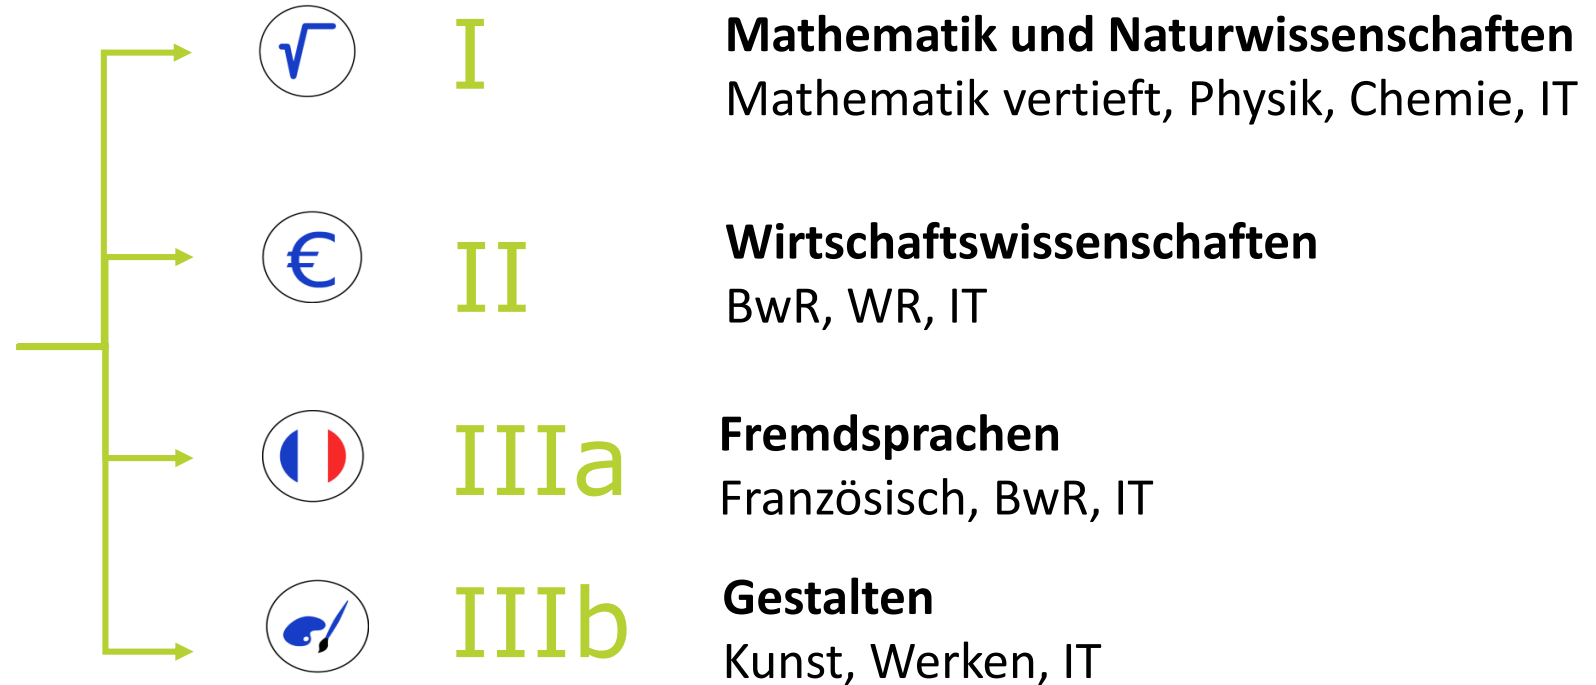 I
Mathematik und Naturwissenschaften
Mathematik vertieft, Physik, Chemie, IT
II
Wirtschaftswissenschaften
BwR, WR, IT
IIIa
Fremdsprachen
Französisch, BwR, IT
IIIb
Gestalten
Kunst, Werken, IT